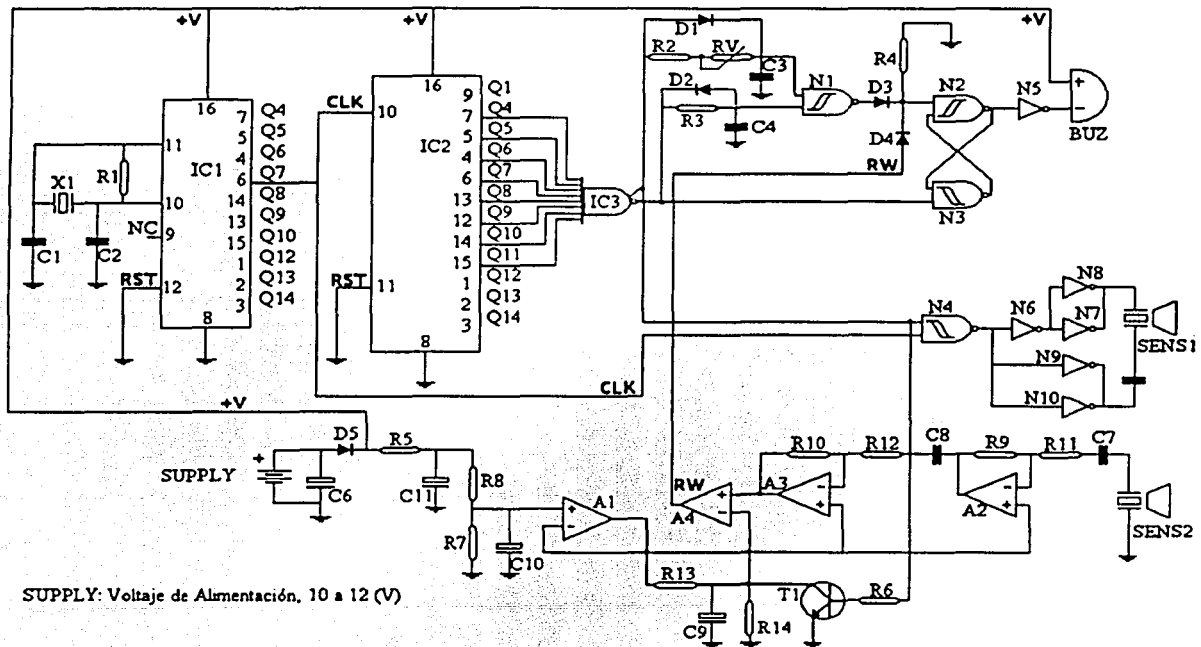 +V
+V
+V
D1
R2
RV
C3
R4
N1
D3
N2
N5
+
−
BUZ
D2
R3
C4
D4
RW
N3
16
7
5
4
6
14
13
15
1
2
3
11
10
9
12
8
IC1
Q4
Q5
Q6
Q7
Q8
Q9
Q10
Q12
Q13
Q14
X1
R1
C1
C2
NC
RST
CLK
16
10
11
8
9
7
5
4
6
13
12
14
15
1
2
3
IC2
Q1
Q4
Q5
Q6
Q7
Q8
Q9
Q10
Q11
Q12
Q13
Q14
RST
IC3
CLK
N4
N6
N8
N7
N9
N10
SENS1
+V
D5
R5
+
SUPPLY
C6
C11
R8
R7
C10
A1
+
−
RW
A4
+
−
A3
−
+
R10
R12
C8
R9
R11
C7
A2
−
+
SENS2
R13
C9
R14
T1
R6
SUPPLY: Voltaje de Alimentación, 10 a 12 (V)